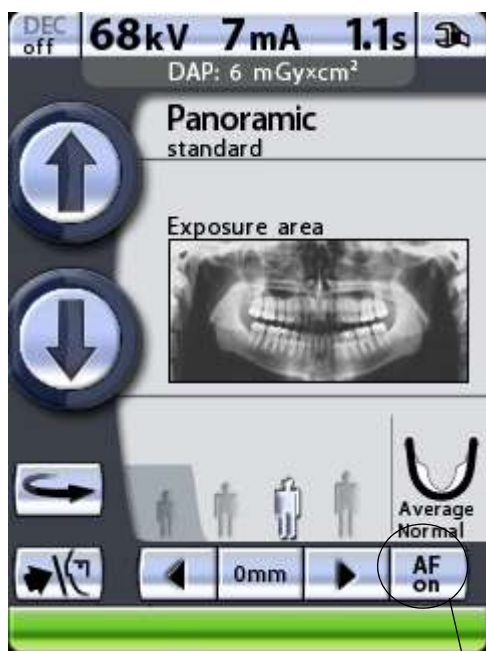 DEC
off
68kV 7mA 1.1s
DAP: 6 mGy×cm²
Panoramic
standard
Exposure area
Average
Normal
0mm
AF
on